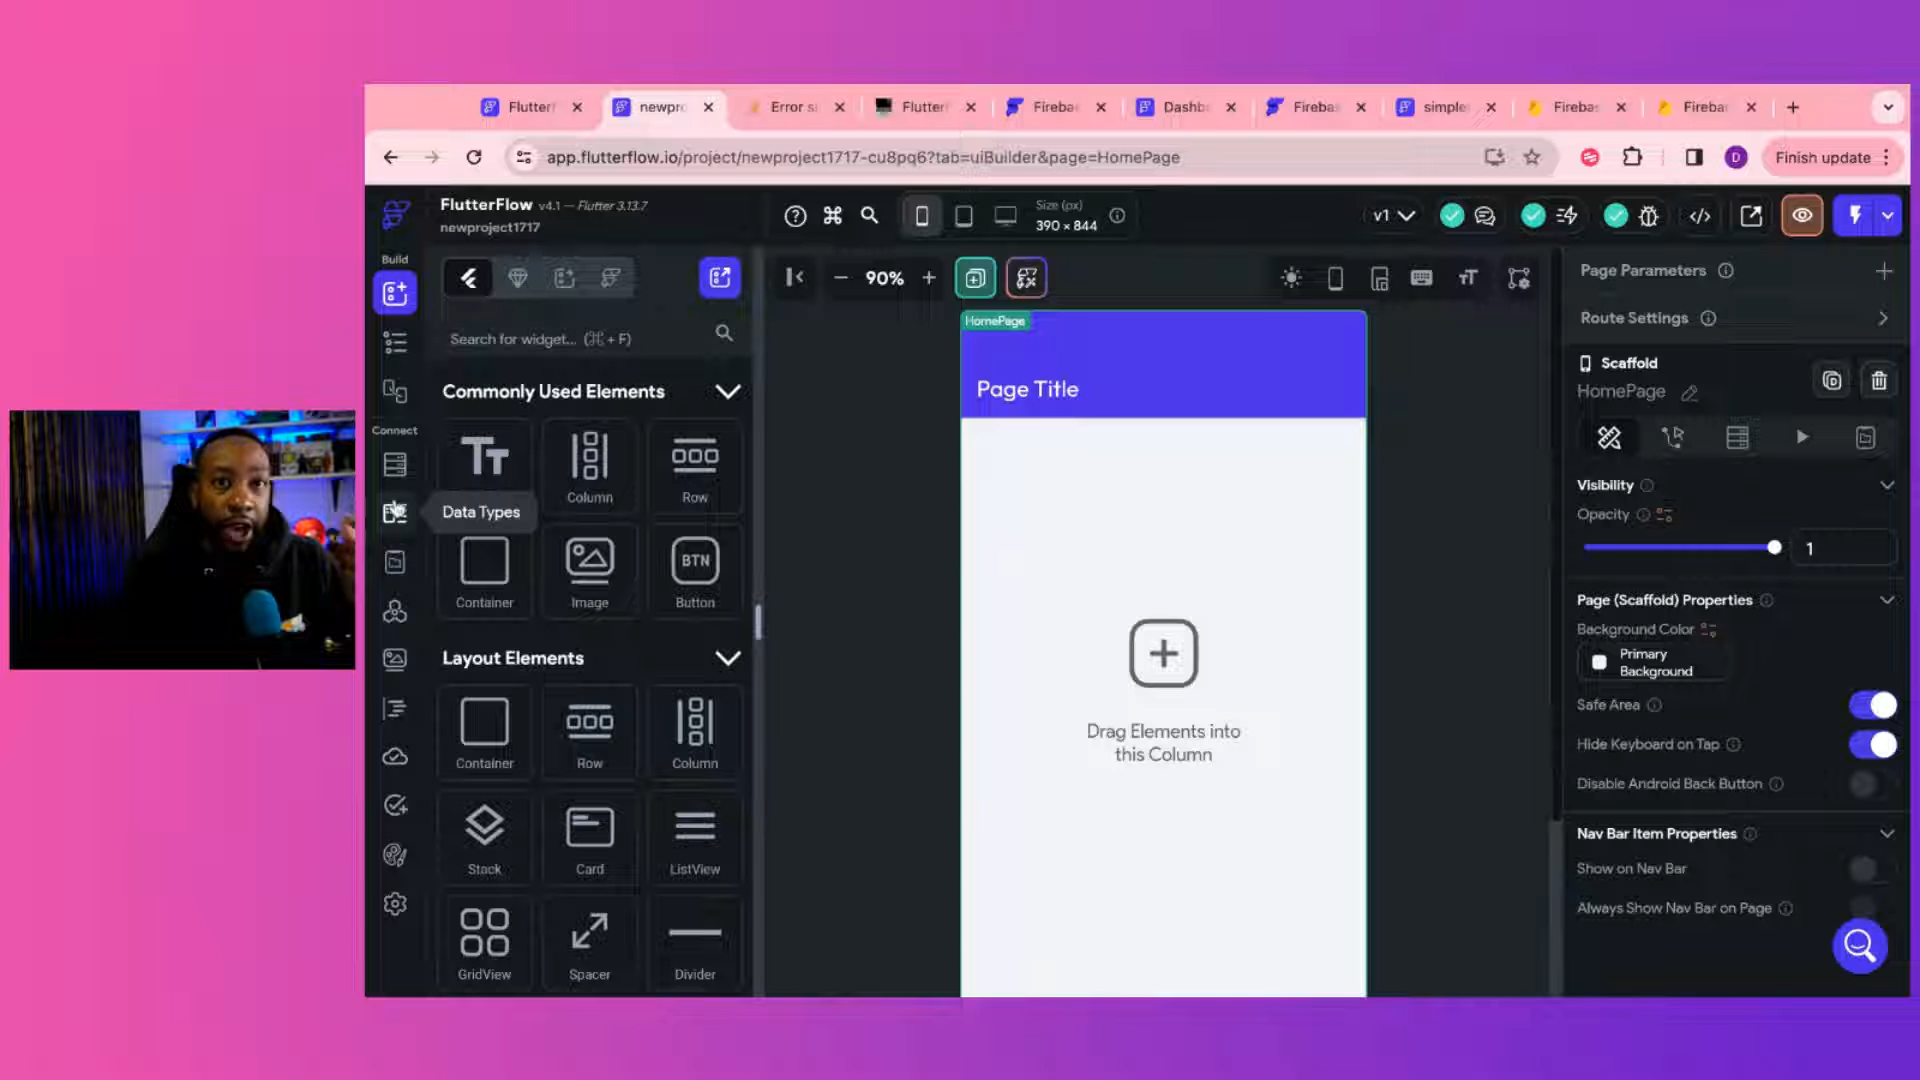 Flutterf
newpro
Error si
Flutter
Fireba
Dashb
Fireba
simple
Firebas
Firebas
app.flutterflow.io/project/newproject1717-cu8pq6?tab=uiBuilder&page=HomePage
D
Finish update
FlutterFlow v4.1 — Flutter 3.13.7
newproject1717
Size (px)
390 × 844
v1
Build
90%
Page Parameters
Search for widget... (⌘ + F)
HomePage
Route Settings
Commonly Used Elements
Page Title
Scaffold
HomePage
Connect
Tт
Column
Row
Data Types
Visibility
Opacity
1
BTN
Container
Image
Button
Page (Scaffold) Properties
Background Color
Primary
Background
Layout Elements
Safe Area
Drag Elements into
this Column
Hide Keyboard on Tap
Container
Row
Column
Disable Android Back Button
Nav Bar Item Properties
Stack
Card
ListView
Show on Nav Bar
Always Show Nav Bar on Page
GridView
Spacer
Divider